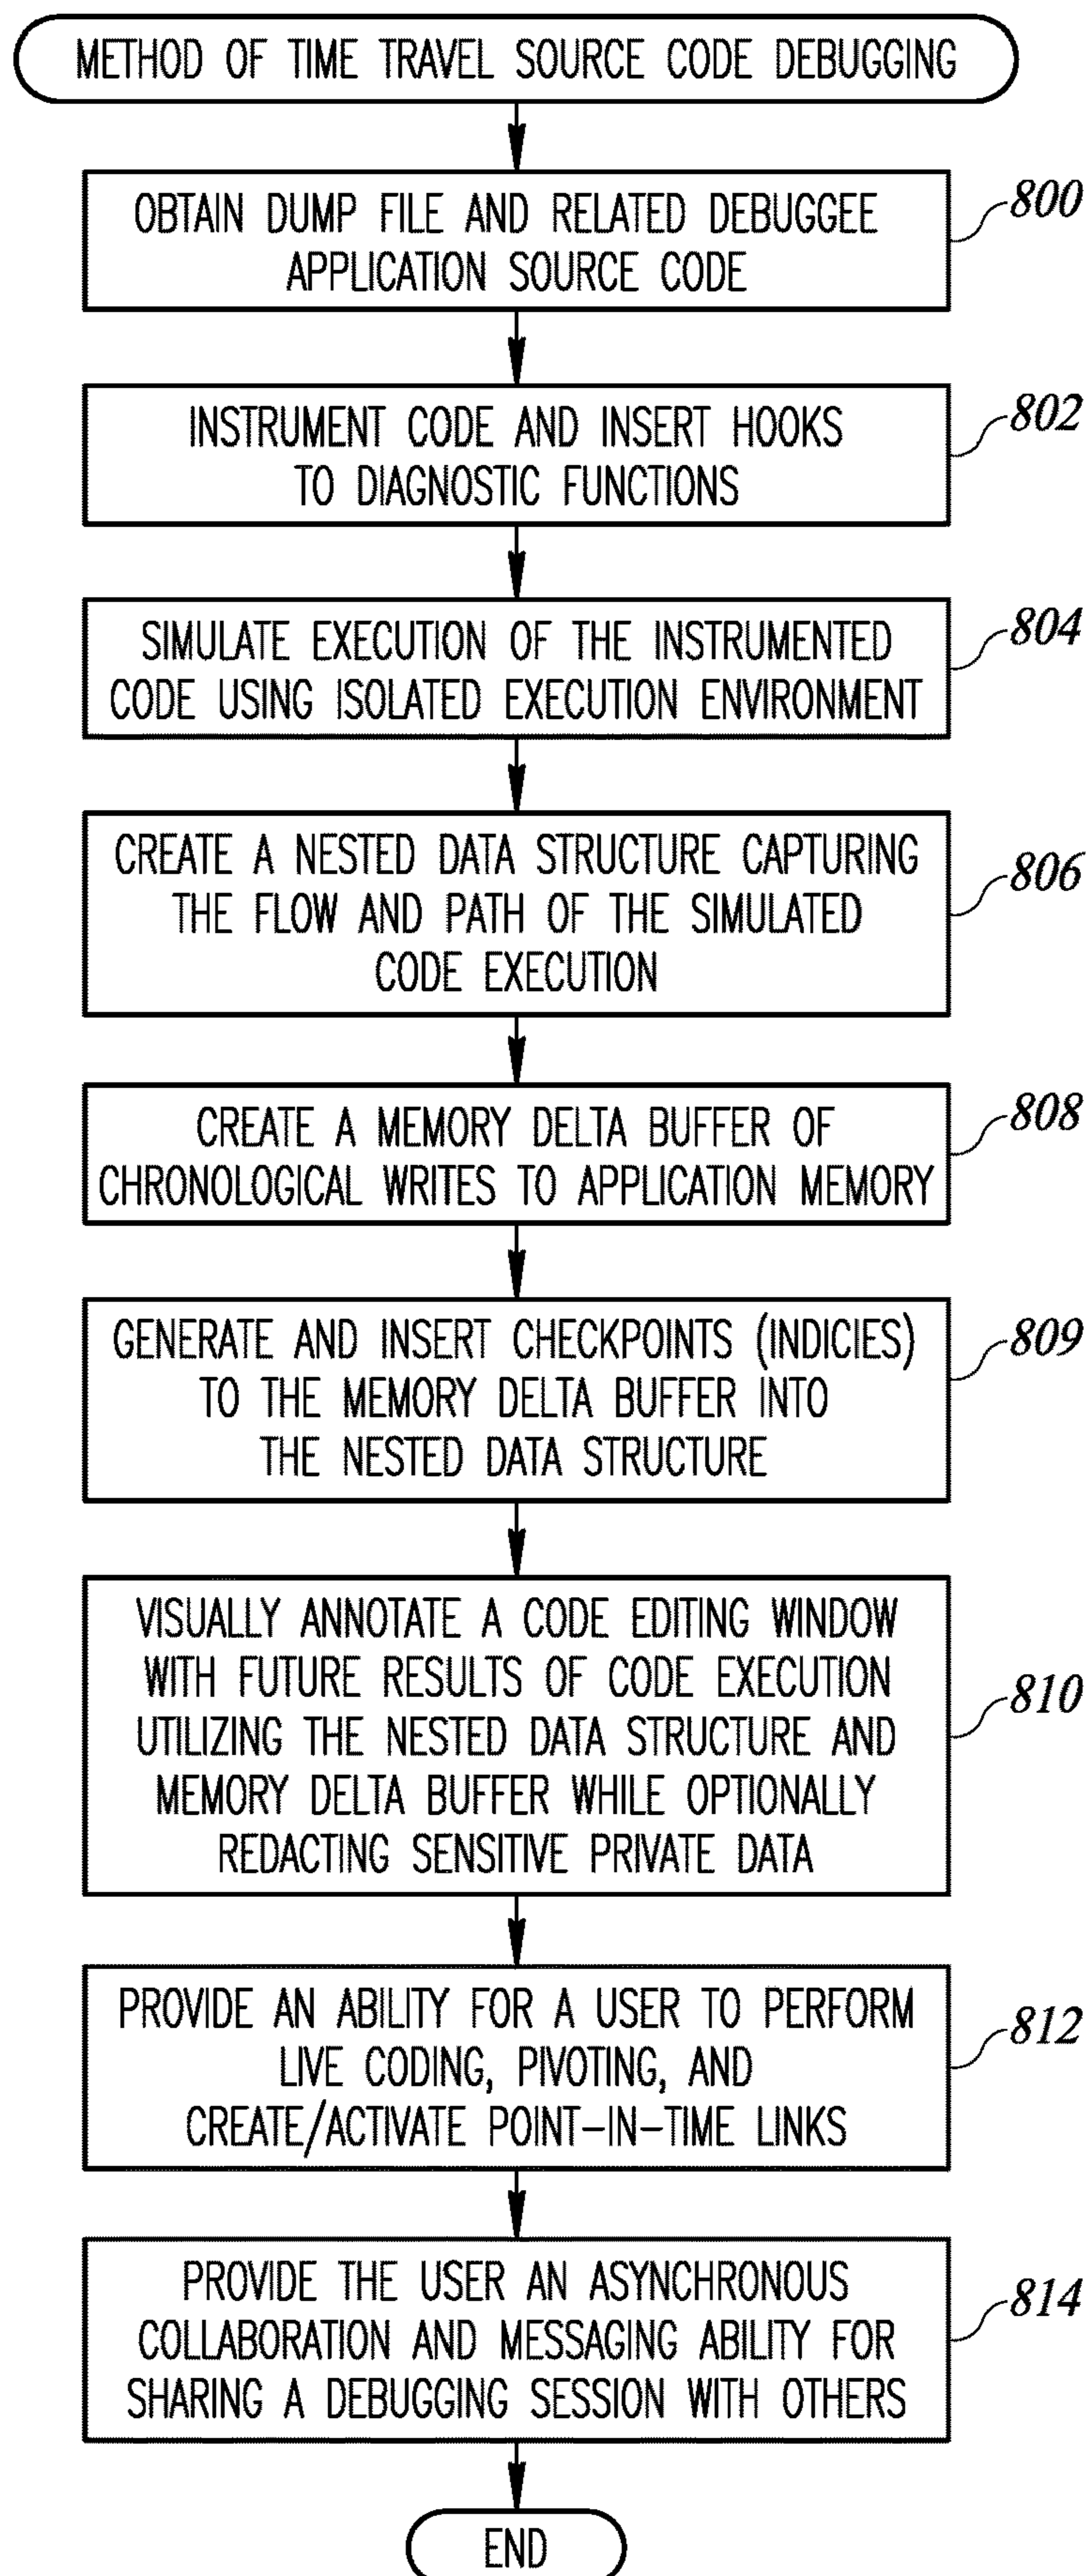 METHOD OF TIME TRAVEL SOURCE CODE DEBUGGING
OBTAIN DUMP FILE AND RELATED DEBUGGEE
APPLICATION SOURCE CODE
800
INSTRUMENT CODE AND INSERT HOOKS
TO DIAGNOSTIC FUNCTIONS
802
SIMULATE EXECUTION OF THE INSTRUMENTED
CODE USING ISOLATED EXECUTION ENVIRONMENT
804
CREATE A NESTED DATA STRUCTURE CAPTURING
THE FLOW AND PATH OF THE SIMULATED
CODE EXECUTION
806
CREATE A MEMORY DELTA BUFFER OF
CHRONOLOGICAL WRITES TO APPLICATION MEMORY
808
GENERATE AND INSERT CHECKPOINTS (INDICIES)
TO THE MEMORY DELTA BUFFER INTO
THE NESTED DATA STRUCTURE
809
VISUALLY ANNOTATE A CODE EDITING WINDOW
WITH FUTURE RESULTS OF CODE EXECUTION
UTILIZING THE NESTED DATA STRUCTURE AND
MEMORY DELTA BUFFER WHILE OPTIONALLY
REDACTING SENSITIVE PRIVATE DATA
810
PROVIDE AN ABILITY FOR A USER TO PERFORM
LIVE CODING, PIVOTING, AND
CREATE/ACTIVATE POINT-IN-TIME LINKS
812
PROVIDE THE USER AN ASYNCHRONOUS
COLLABORATION AND MESSAGING ABILITY FOR
SHARING A DEBUGGING SESSION WITH OTHERS
814
END